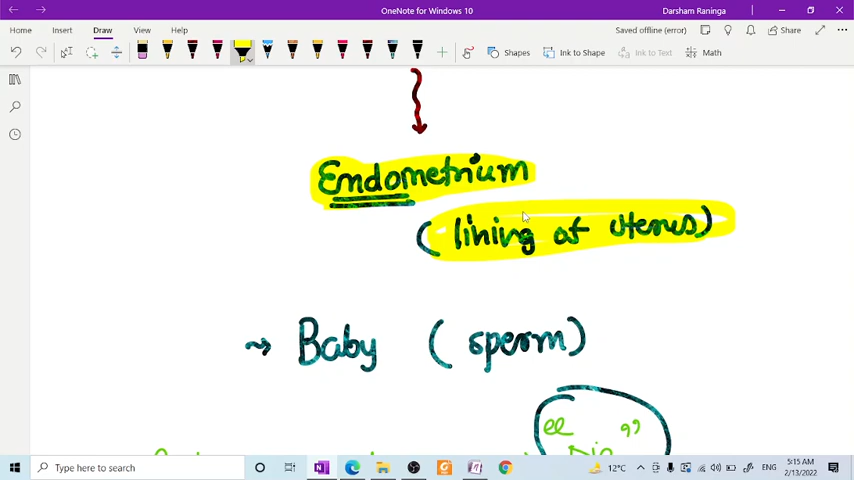 OneNote for Windows 10
Darsham Raninga
Home Insert Draw View Help
Saved offline (error) Share
Shapes Ink to Shape Ink to Text Math
Endometrium
(lining of uterus)
→ Baby (sperm)
"
Type here to search
12°C ENG 5:15 AM
2/13/2022